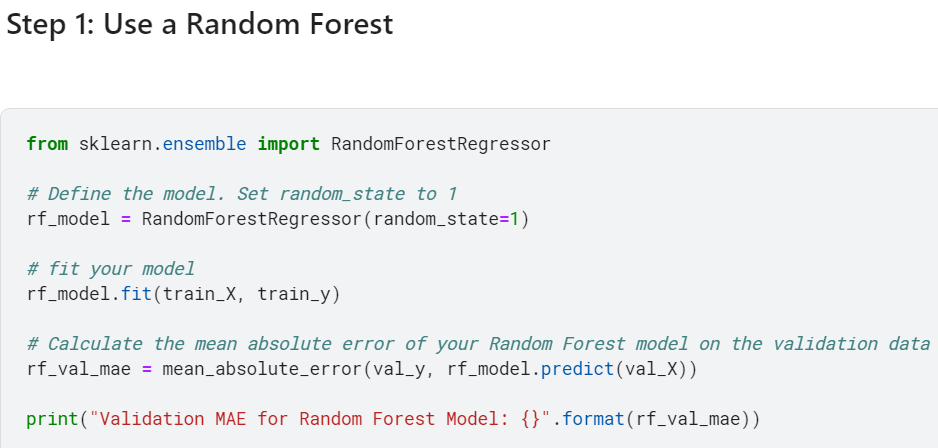 Step 1: Use a Random Forest
from sklearn.ensemble import RandomForestRegressor
# Define the model. Set random_state to 1
rf_model = RandomForestRegressor(random_state=1)
# fit your model
rf_model.fit(train_X, train_y)
# Calculate the mean absolute error of your Random Forest model on the validation data
rf_val_mae = mean_absolute_error(val_y, rf_model.predict(val_X))
print("Validation MAE for Random Forest Model: {}".format(rf_val_mae))